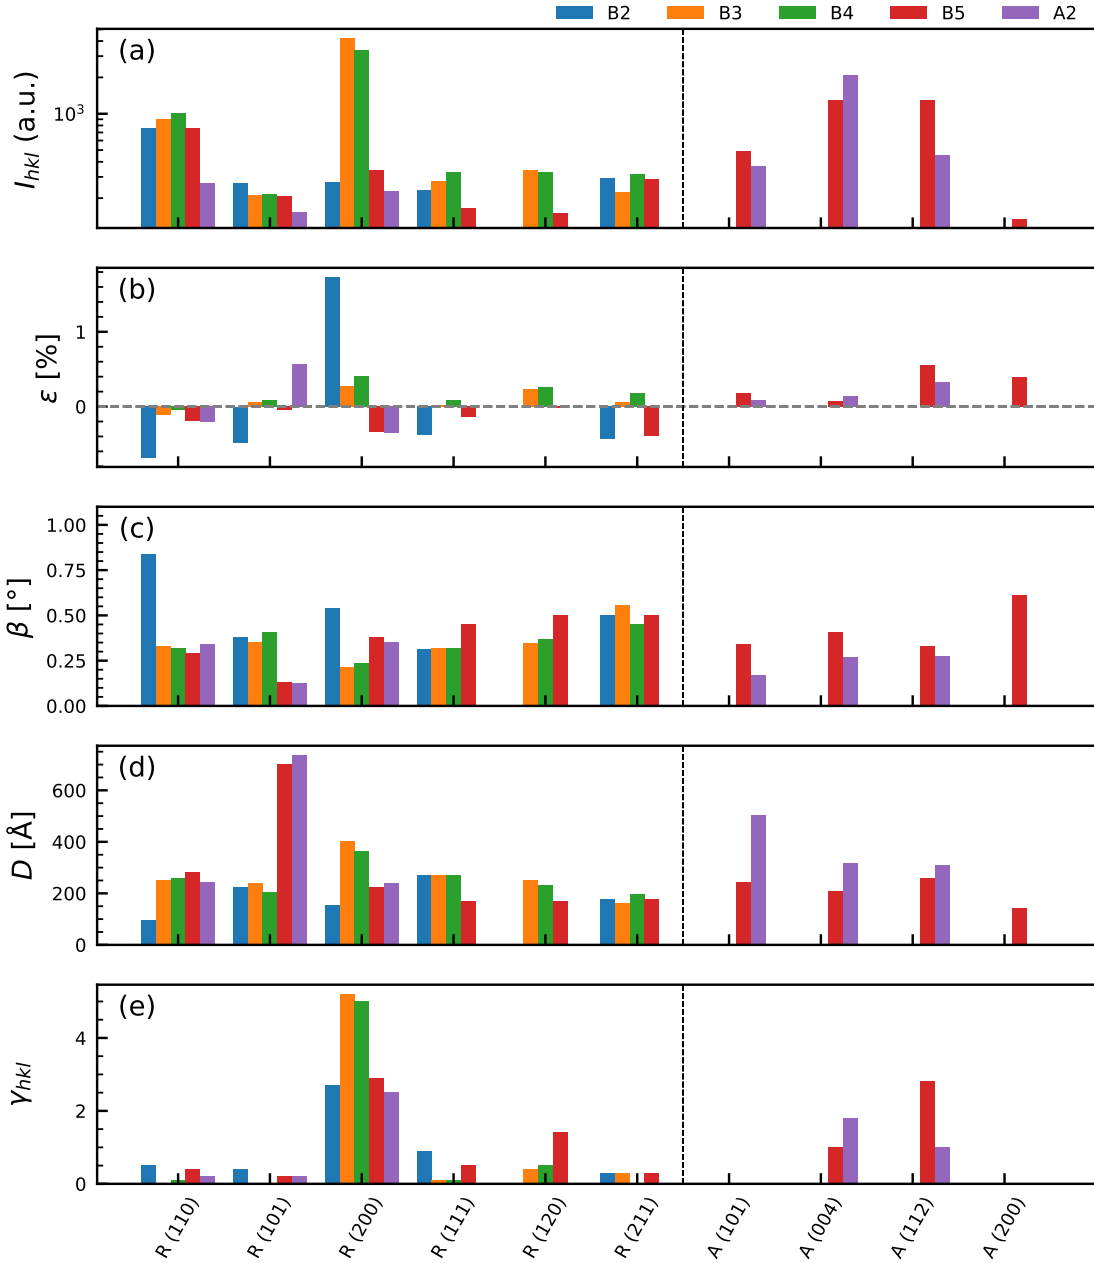 B2 B3 B4 B5 A2
(a)
I_hkl (a.u.)
10^3
(b)
ε [%]
1
0
(c)
β [°]
1.00
0.75
0.50
0.25
0.00
(d)
D [Å]
600
400
200
0
(e)
γ_hkl
4
2
0
R (110) R (101) R (200) R (111) R (120) R (211) A (101) A (004) A (112) A (200)